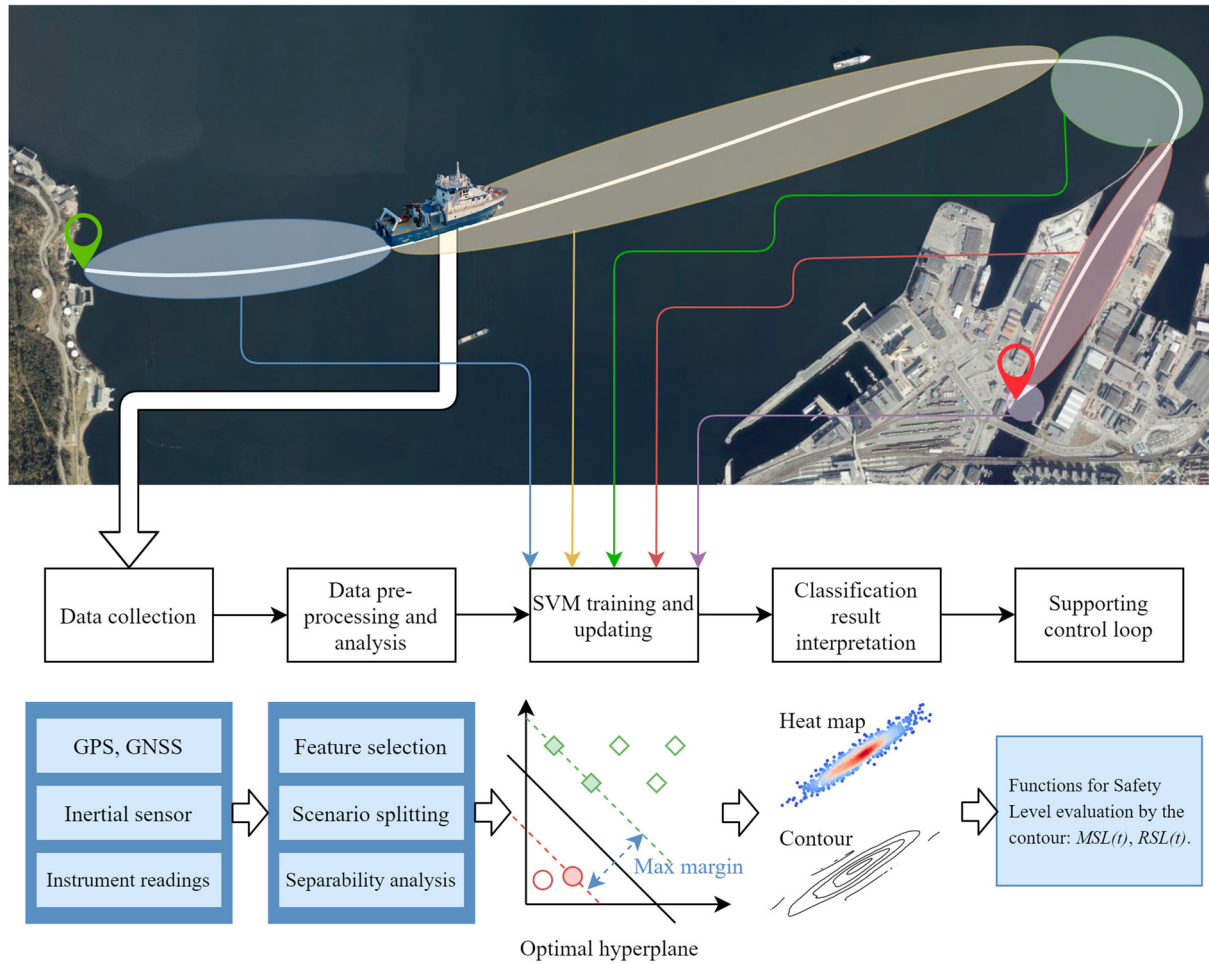 Data collection
Data pre-
processing and
analysis
SVM training and
updating
Classification
result
interpretation
Supporting
control loop
GPS, GNSS
Inertial sensor
Instrument readings
Feature selection
Scenario splitting
Separability analysis
Max margin
Optimal hyperplane
Heat map
Contour
Functions for Safety
Level evaluation by the
contour: MSL(t), RSL(t).